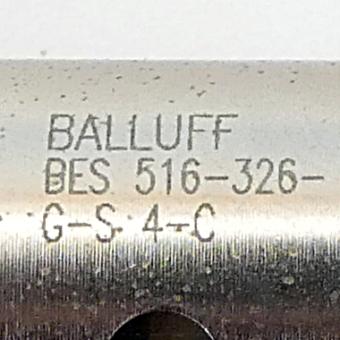 BALLUFF
BES 516-326-
G-S 4-C